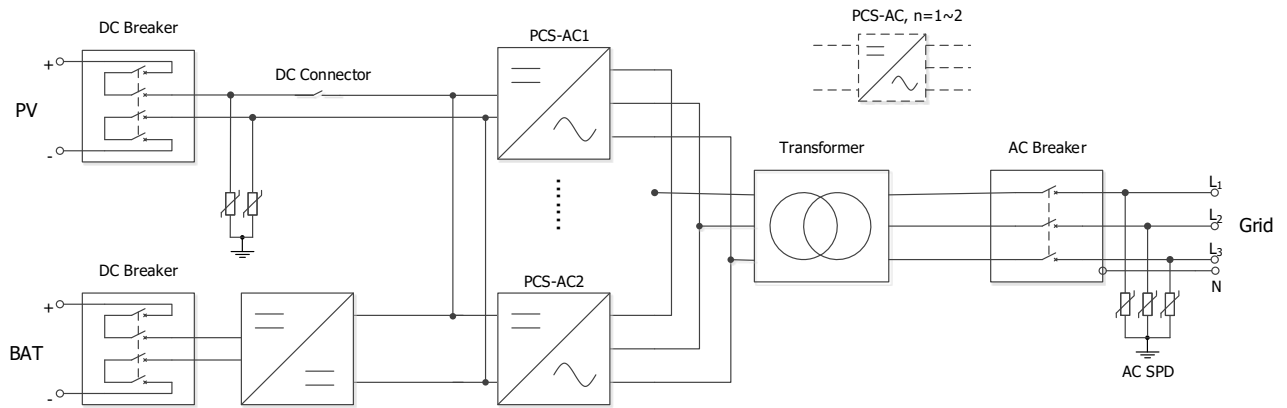 DC Breaker
PCS-AC1
PCS-AC, n=1~2
DC Connector
+
PV
-
Transformer
AC Breaker
L1
L2
Grid
L3
N
DC Breaker
PCS-AC2
+
BAT
-
AC SPD